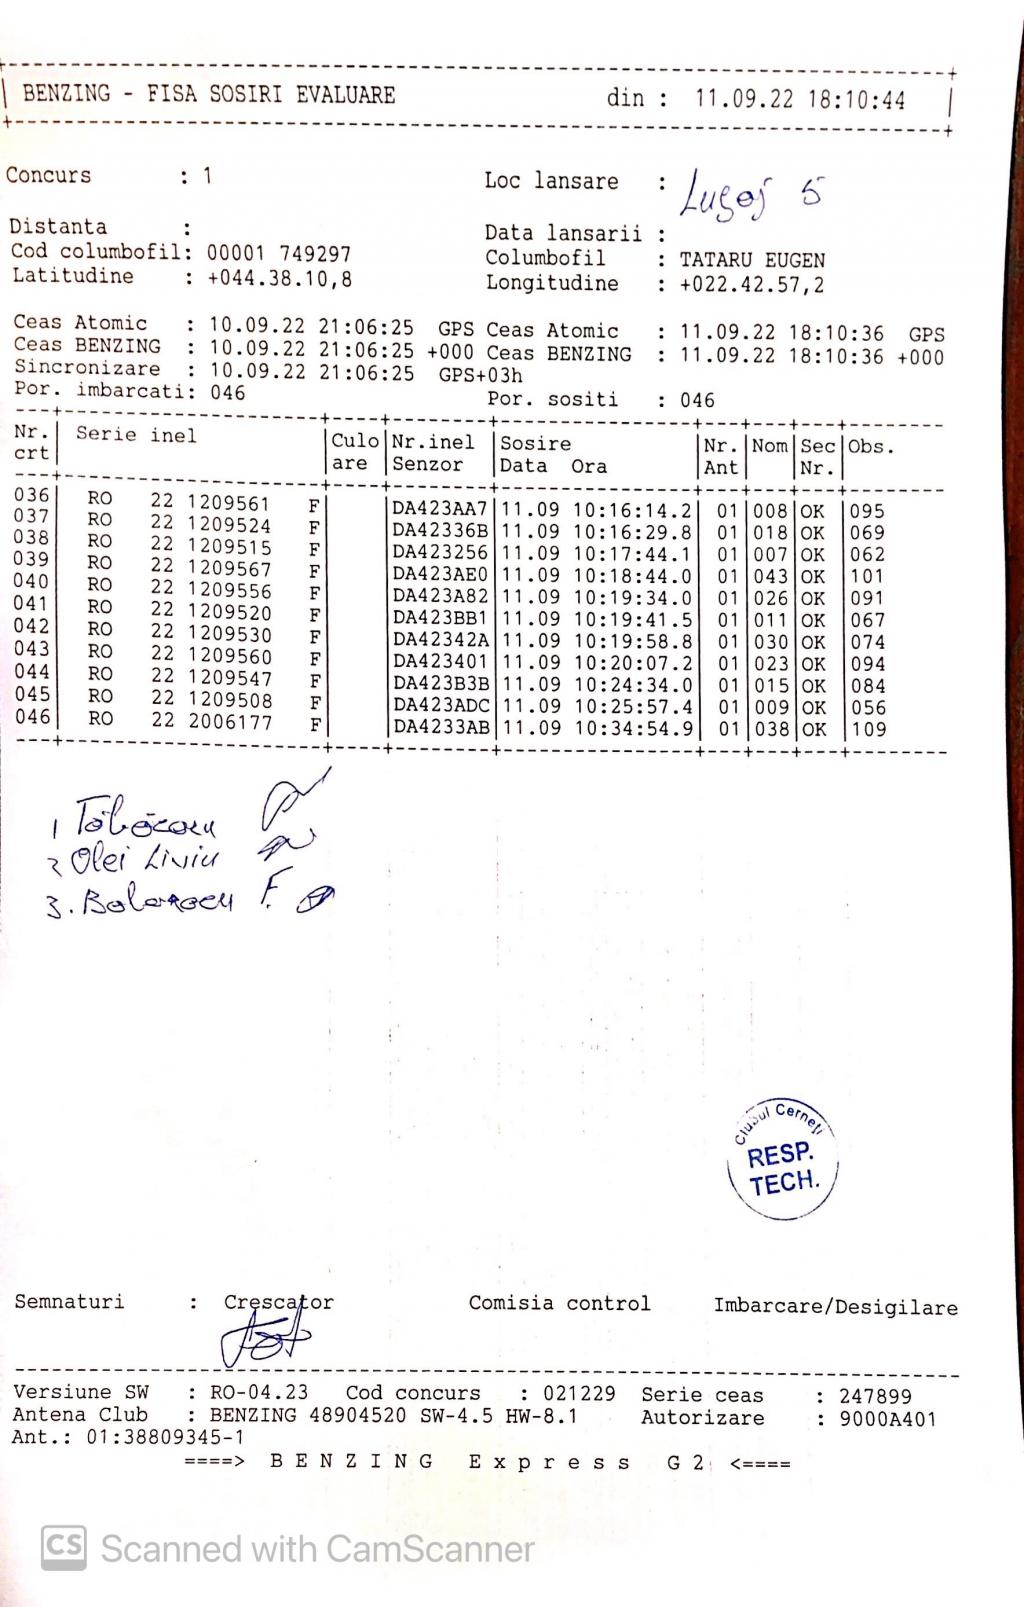 BENZING - FISA SOSIRI EVALUARE din : 11.09.22 18:10:44
Concurs : 1 Loc lansare : Lugoj 5
Distanta : Data lansarii :
Cod columbofil: 00001 749297 Columbofil : TATARU EUGEN
Latitudine : +044.38.10,8 Longitudine : +022.42.57,2
Ceas Atomic : 10.09.22 21:06:25 GPS Ceas Atomic : 11.09.22 18:10:36 GPS
Ceas BENZING : 10.09.22 21:06:25 +000 Ceas BENZING : 11.09.22 18:10:36 +000
Sincronizare : 10.09.22 21:06:25 GPS+03h
Por. imbarcati: 046 Por. sositi : 046
Nr. Serie inel Culo Nr.inel Sosire Nr. Nom Sec Obs.
crt are Senzor Data Ora Ant Nr.
036 RO 22 1209561 F DA423AA7 11.09 10:16:14.2 01 008 OK 095
037 RO 22 1209524 F DA42336B 11.09 10:16:29.8 01 018 OK 069
038 RO 22 1209515 F DA423256 11.09 10:17:44.1 01 007 OK 062
039 RO 22 1209567 F DA423AE0 11.09 10:18:44.0 01 043 OK 101
040 RO 22 1209556 F DA423A82 11.09 10:19:34.0 01 026 OK 091
041 RO 22 1209520 F DA423BB1 11.09 10:19:41.5 01 011 OK 067
042 RO 22 1209530 F DA42342A 11.09 10:19:58.8 01 030 OK 074
043 RO 22 1209560 F DA423401 11.09 10:20:07.2 01 023 OK 094
044 RO 22 1209547 F DA423B3B 11.09 10:24:34.0 01 015 OK 084
045 RO 22 1209508 F DA423ADC 11.09 10:25:57.4 01 009 OK 056
046 RO 22 2006177 F DA4233AB 11.09 10:34:54.9 01 038 OK 109
1
2 Olei Liviu
3. F.
Clubul Cerneți
RESP.
TECH.
Semnaturi : Crescator Comisia control Imbarcare/Desigilare
Versiune SW : RO-04.23 Cod concurs : 021229 Serie ceas : 247899
Antena Club : BENZING 48904520 SW-4.5 HW-8.1 Autorizare : 9000A401
Ant.: 01:38809345-1
====> B E N Z I N G E x p r e s s G 2 <====
CS Scanned with CamScanner